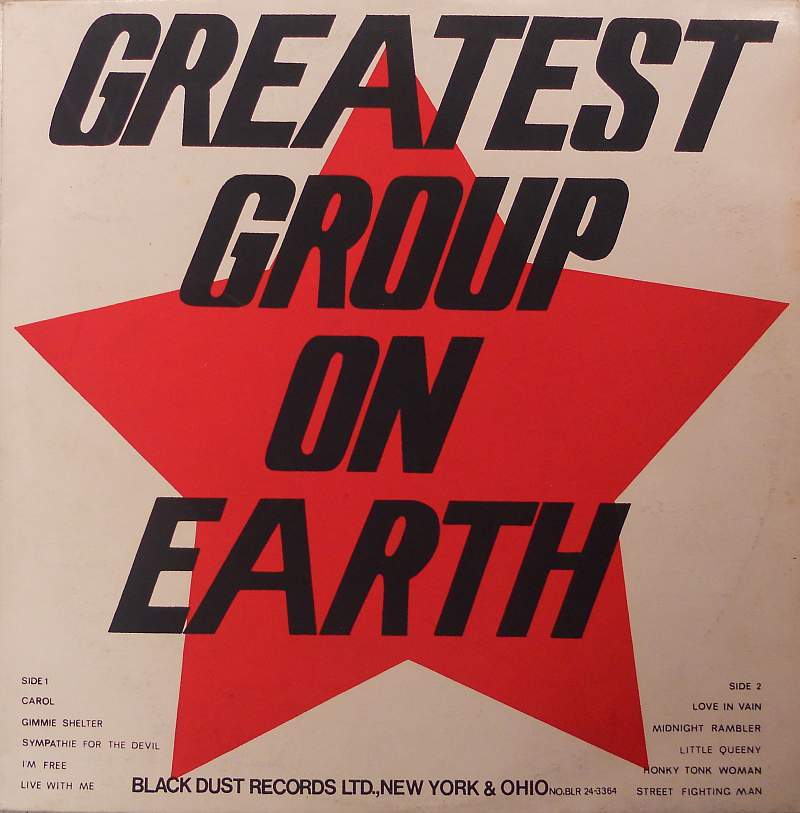 GREATEST
GROUP
ON
EARTH
SIDE 1
CAROL
GIMMIE SHELTER
SYMPATHIE FOR THE DEVIL
I'M FREE
LIVE WITH ME
SIDE 2
LOVE IN VAIN
MIDNIGHT RAMBLER
LITTLE QUEENY
HONKY TONK WOMAN
STREET FIGHTING MAN
BLACK DUST RECORDS LTD.,NEW YORK & OHIO NO.BLR 24-3364